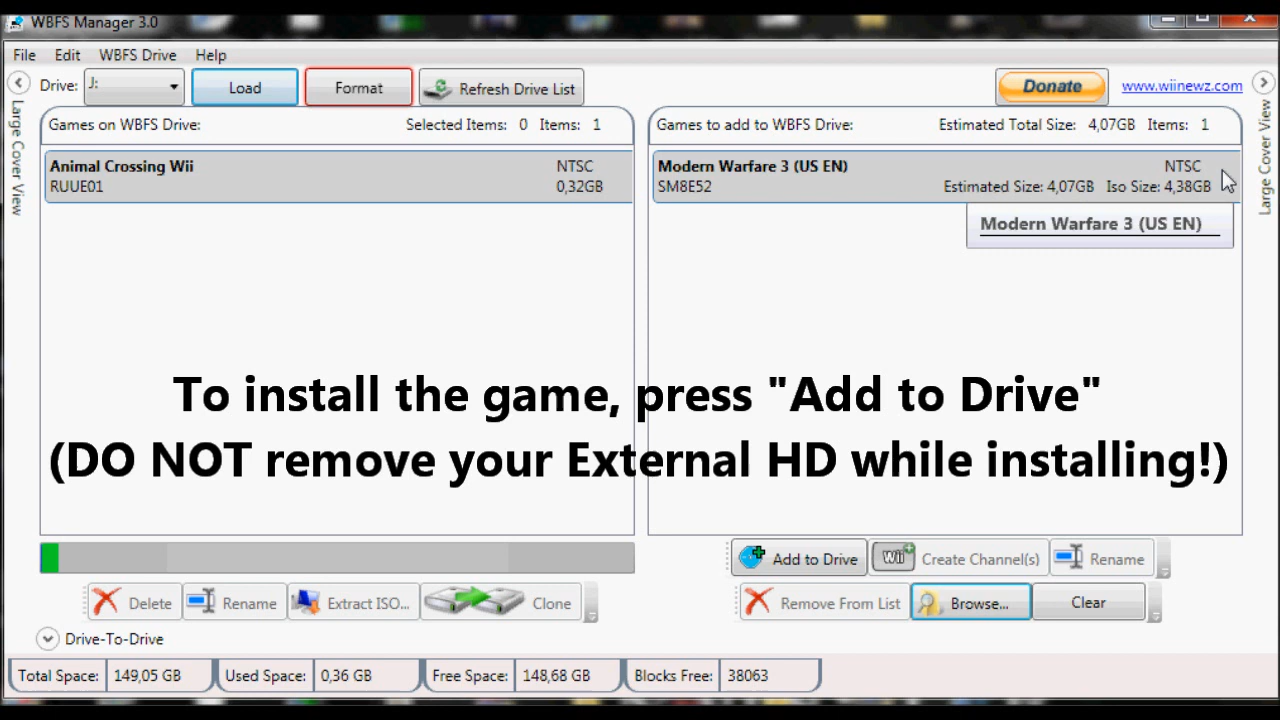 WBFS Manager 3.0
File Edit WBFS Drive Help
Drive: J: Load Format Refresh Drive List Donate www.wiinewz.com
Large Cover View
Games on WBFS Drive: Selected Items: 0 Items: 1
Animal Crossing Wii NTSC
RUUE01 0,32GB
Games to add to WBFS Drive: Estimated Total Size: 4,07GB Items: 1
Modern Warfare 3 (US EN) NTSC
SM8E52 Estimated Size: 4,07GB Iso Size: 4,38GB
Modern Warfare 3 (US EN)
Large Cover View
To install the game, press "Add to Drive"
(DO NOT remove your External HD while installing!)
Add to Drive Wii Create Channel(s) Rename
Delete Rename Extract ISO... Clone Remove From List Browse... Clear
Drive-To-Drive
Total Space: 149,05 GB Used Space: 0,36 GB Free Space: 148,68 GB Blocks Free: 38063